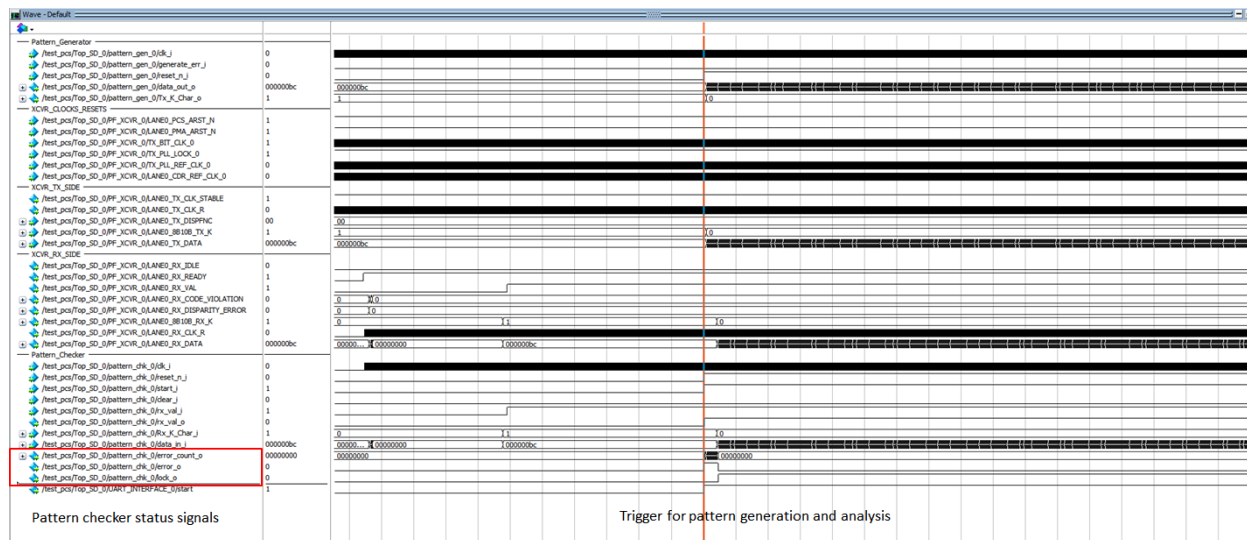 Wave - Default
Pattern_Generator
/test_pcs/Top_SD_0/pattern_gen_0/clk_i 0
/test_pcs/Top_SD_0/pattern_gen_0/generate_err_i 0
/test_pcs/Top_SD_0/pattern_gen_0/reset_n_i 0
/test_pcs/Top_SD_0/pattern_gen_0/data_out_o 000000bc 000000bc
/test_pcs/Top_SD_0/pattern_gen_0/Tx_K_Char_o 1 1 0
XCVR_CLOCKS_RESETS
/test_pcs/Top_SD_0/PF_XCVR_0/LANE0_PCS_ARST_N 1
/test_pcs/Top_SD_0/PF_XCVR_0/LANE0_PMA_ARST_N 1
/test_pcs/Top_SD_0/PF_XCVR_0/TX_BIT_CLK_0 1
/test_pcs/Top_SD_0/PF_XCVR_0/TX_PLL_LOCK_0 1
/test_pcs/Top_SD_0/PF_XCVR_0/TX_PLL_REF_CLK_0 0
/test_pcs/Top_SD_0/PF_XCVR_0/LANE0_CDR_REF_CLK_0 0
XCVR_TX_SIDE
/test_pcs/Top_SD_0/PF_XCVR_0/LANE0_TX_CLK_STABLE 1
/test_pcs/Top_SD_0/PF_XCVR_0/LANE0_TX_CLK_R 0
/test_pcs/Top_SD_0/PF_XCVR_0/LANE0_TX_DISPFNC 00 00
/test_pcs/Top_SD_0/PF_XCVR_0/LANE0_8B10B_TX_K 1 1 0
/test_pcs/Top_SD_0/PF_XCVR_0/LANE0_TX_DATA 000000bc 000000bc
XCVR_RX_SIDE
/test_pcs/Top_SD_0/PF_XCVR_0/LANE0_RX_IDLE 0
/test_pcs/Top_SD_0/PF_XCVR_0/LANE0_RX_READY 1
/test_pcs/Top_SD_0/PF_XCVR_0/LANE0_RX_VAL 1
/test_pcs/Top_SD_0/PF_XCVR_0/LANE0_RX_CODE_VIOLATION 0 0 0
/test_pcs/Top_SD_0/PF_XCVR_0/LANE0_RX_DISPARITY_ERROR 0 0 0
/test_pcs/Top_SD_0/PF_XCVR_0/LANE0_8B10B_RX_K 1 0 1 0
/test_pcs/Top_SD_0/PF_XCVR_0/LANE0_RX_CLK_R 0
/test_pcs/Top_SD_0/PF_XCVR_0/LANE0_RX_DATA 000000bc 00000... 00000000 000000bc
Pattern_Checker
/test_pcs/Top_SD_0/pattern_chk_0/clk_i 0
/test_pcs/Top_SD_0/pattern_chk_0/reset_n_i 0
/test_pcs/Top_SD_0/pattern_chk_0/start_i 1
/test_pcs/Top_SD_0/pattern_chk_0/clear_i 0
/test_pcs/Top_SD_0/pattern_chk_0/rx_val_i 1
/test_pcs/Top_SD_0/pattern_chk_0/rx_val_o 0
/test_pcs/Top_SD_0/pattern_chk_0/Rx_K_Char_i 1 0 1 0
/test_pcs/Top_SD_0/pattern_chk_0/data_in_i 000000bc 00000... 00000000 000000bc
/test_pcs/Top_SD_0/pattern_chk_0/error_count_o 00000000 00000000 00000000
/test_pcs/Top_SD_0/pattern_chk_0/error_o 0
/test_pcs/Top_SD_0/pattern_chk_0/lock_o 0
/test_pcs/Top_SD_0/UART_INTERFACE_0/start 1
Pattern checker status signals
Trigger for pattern generation and analysis